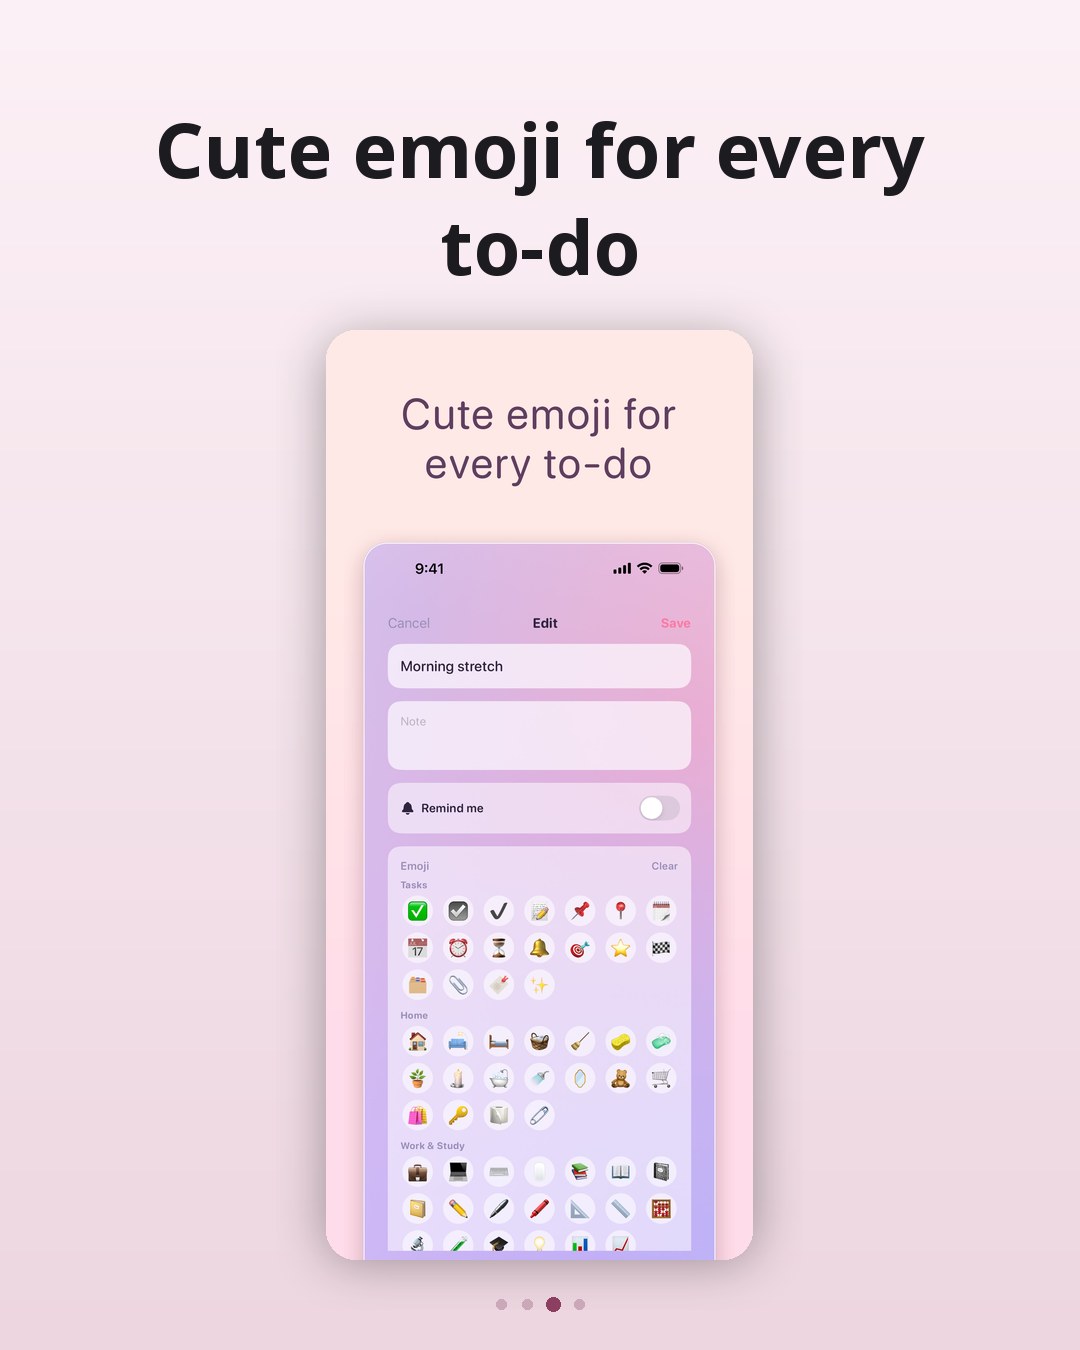 Cute emoji for every
to-do
Cute emoji for
every to-do
9:41
Cancel Edit Save
Morning stretch
Note
Remind me
Emoji Clear
Tasks
17
Home
Work & Study